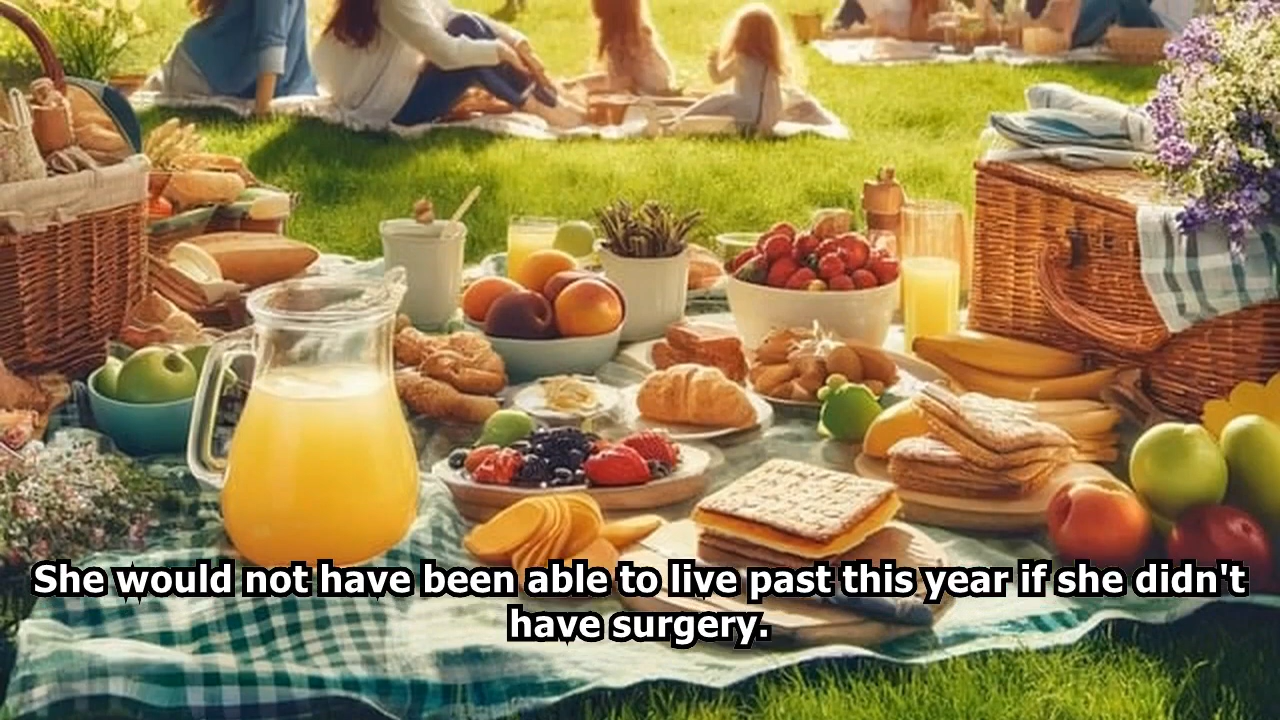 She would not have been able to live past this year if she didn't
have surgery.